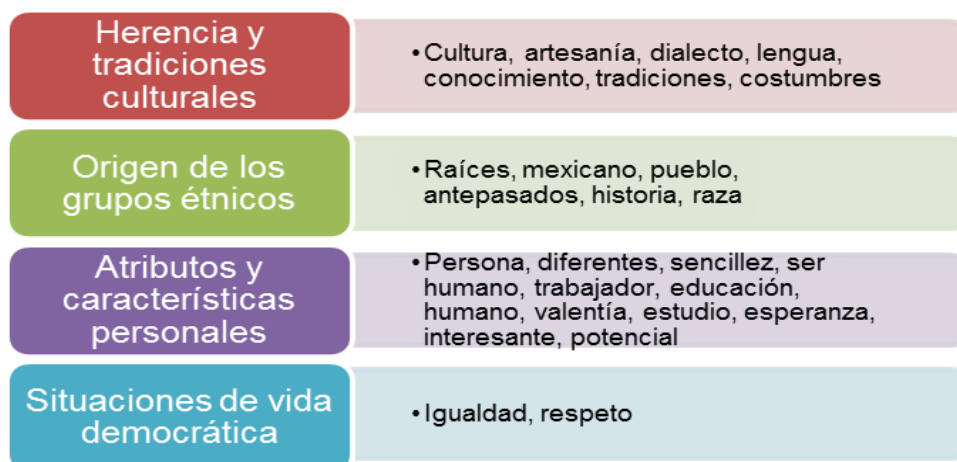 Herencia y
tradiciones
culturales
•Cultura, artesanía, dialecto, lengua,
conocimiento, tradiciones, costumbres
Origen de los
grupos étnicos
•Raíces, mexicano, pueblo,
antepasados, historia, raza
Atributos y
características
personales
•Persona, diferentes, sencillez, ser
humano, trabajador, educación,
humano, valentía, estudio, esperanza,
interesante, potencial
Situaciones de vida
democrática
•Igualdad, respeto